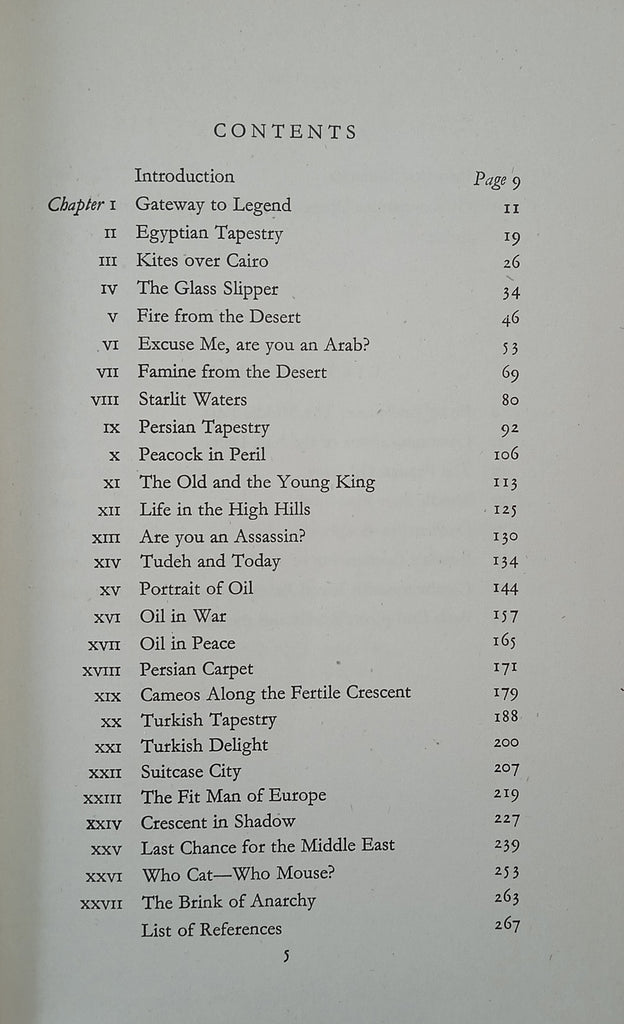 CONTENTS
Introduction Page 9
Chapter I Gateway to Legend 11
II Egyptian Tapestry 19
III Kites over Cairo 26
IV The Glass Slipper 34
V Fire from the Desert 46
VI Excuse Me, are you an Arab? 53
VII Famine from the Desert 69
VIII Starlit Waters 80
IX Persian Tapestry 92
X Peacock in Peril 106
XI The Old and the Young King 113
XII Life in the High Hills 125
XIII Are you an Assassin? 130
XIV Tudeh and Today 134
XV Portrait of Oil 144
XVI Oil in War 157
XVII Oil in Peace 165
XVIII Persian Carpet 171
XIX Cameos Along the Fertile Crescent 179
XX Turkish Tapestry 188
XXI Turkish Delight 200
XXII Suitcase City 207
XXIII The Fit Man of Europe 219
XXIV Crescent in Shadow 227
XXV Last Chance for the Middle East 239
XXVI Who Cat—Who Mouse? 253
XXVII The Brink of Anarchy 263
List of References 267
5